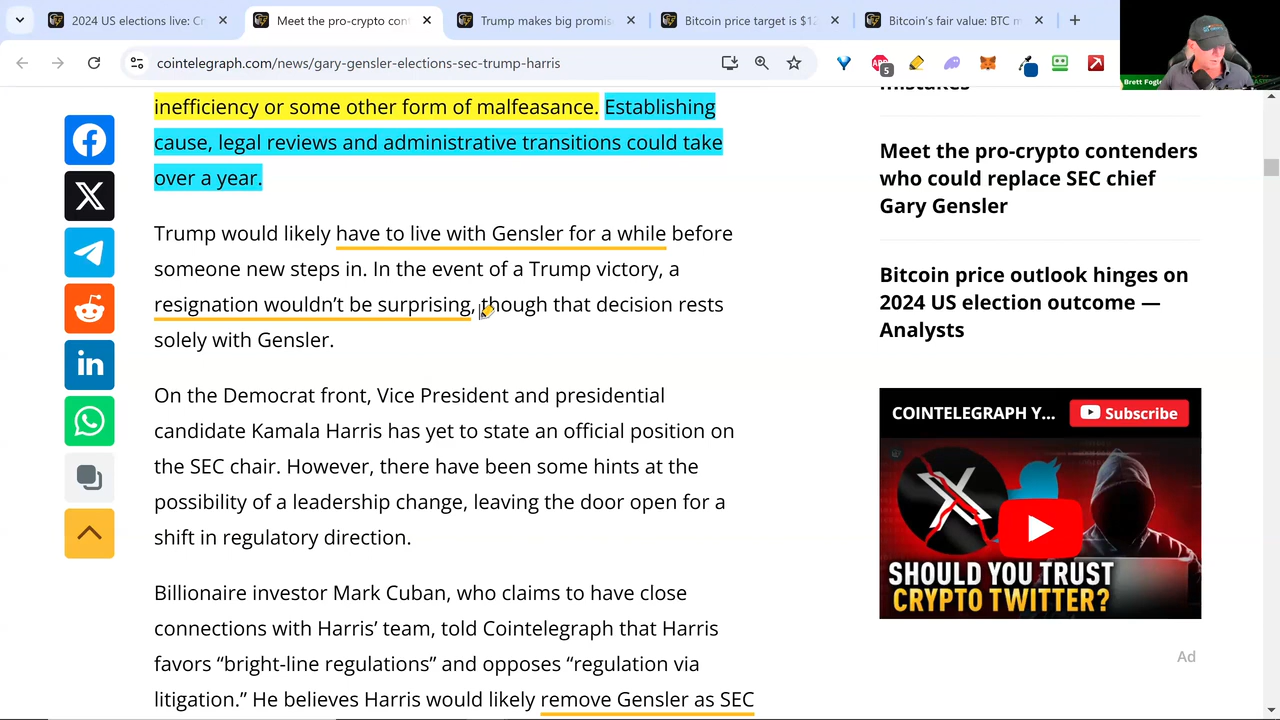 2024 US elections live: Cr
Meet the pro-crypto con
Trump makes big promis
Bitcoin price target is $12
Bitcoin's fair value: BTC m
cointelegraph.com/news/gary-gensler-elections-sec-trump-harris
5
Brett Fogle
inefficiency or some other form of malfeasance. Establishing
cause, legal reviews and administrative transitions could take
over a year.
Trump would likely have to live with Gensler for a while before
someone new steps in. In the event of a Trump victory, a
resignation wouldn't be surprising, though that decision rests
solely with Gensler.
On the Democrat front, Vice President and presidential
candidate Kamala Harris has yet to state an official position on
the SEC chair. However, there have been some hints at the
possibility of a leadership change, leaving the door open for a
shift in regulatory direction.
Billionaire investor Mark Cuban, who claims to have close
connections with Harris' team, told Cointelegraph that Harris
favors “bright-line regulations” and opposes “regulation via
litigation.” He believes Harris would likely remove Gensler as SEC
mistakes
Meet the pro-crypto contenders
who could replace SEC chief
Gary Gensler
Bitcoin price outlook hinges on
2024 US election outcome —
Analysts
COINTELEGRAPH Y...
Subscribe
SHOULD YOU TRUST
CRYPTO TWITTER?
Ad